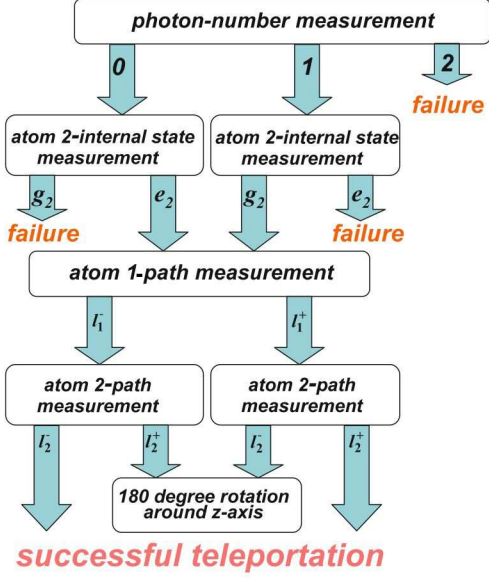 photon-number measurement
0 1 2
failure
atom 2-internal state measurement
atom 2-internal state measurement
g₂ e₂ g₂ e₂
failure failure
atom 1-path measurement
l₁⁻ l₁⁺
atom 2-path measurement
atom 2-path measurement
l₂⁻ l₂⁺ l₂⁻ l₂⁺
180 degree rotation
around z-axis
successful teleportation